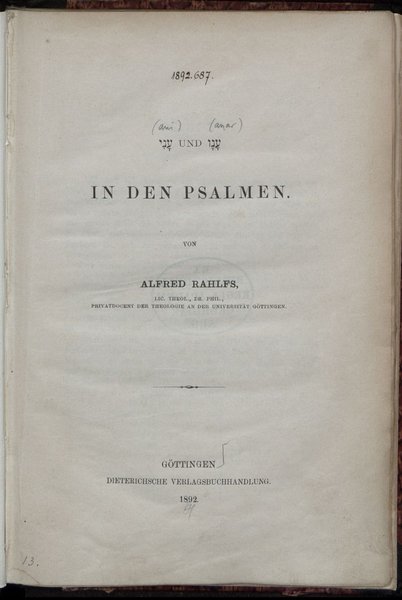 1892.687.
(ani) (anav)
עָנִי UND עָנָו
IN DEN PSALMEN.
VON
ALFRED RAHLFS,
LIC. THEOL., DR. PHIL.,
PRIVATDOCENT DER THEOLOGIE AN DER UNIVERSITÄT GÖTTINGEN.
GÖTTINGEN
DIETERICHSCHE VERLAGSBUCHHANDLUNG.
1892.
13.